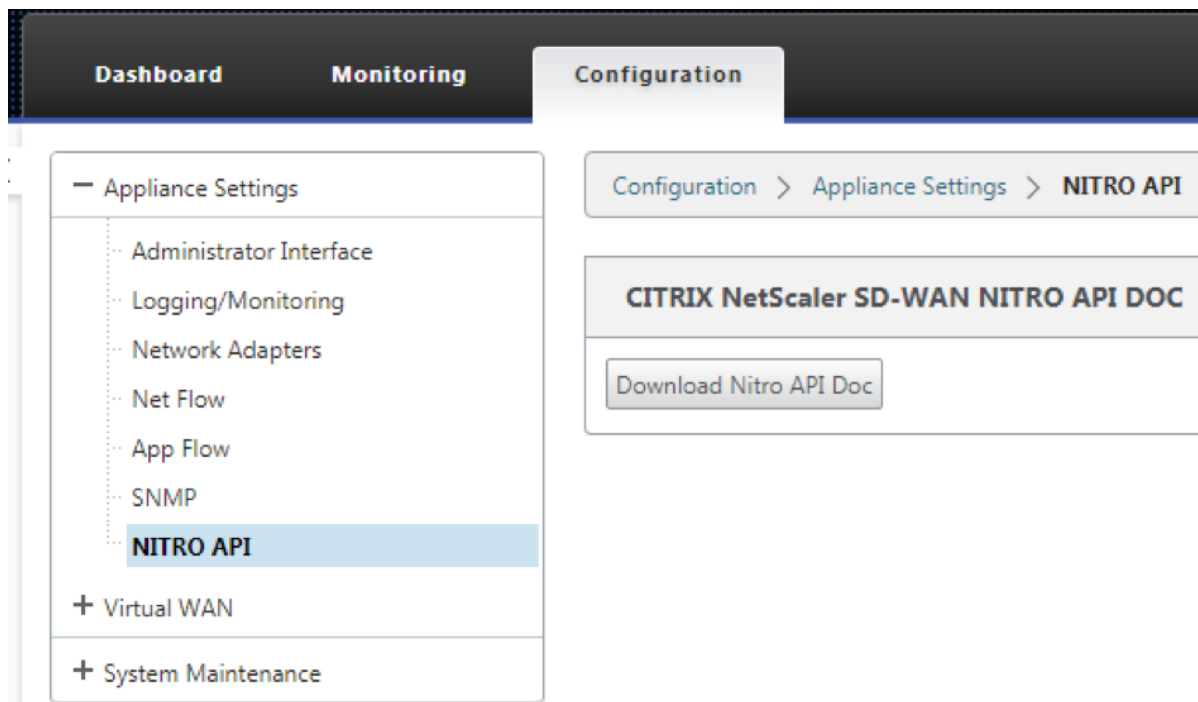 Dashboard Monitoring Configuration
Appliance Settings
Administrator Interface
Logging/Monitoring
Network Adapters
Net Flow
App Flow
SNMP
NITRO API
Virtual WAN
System Maintenance
Configuration > Appliance Settings > NITRO API
CITRIX NetScaler SD-WAN NITRO API DOC
Download Nitro API Doc